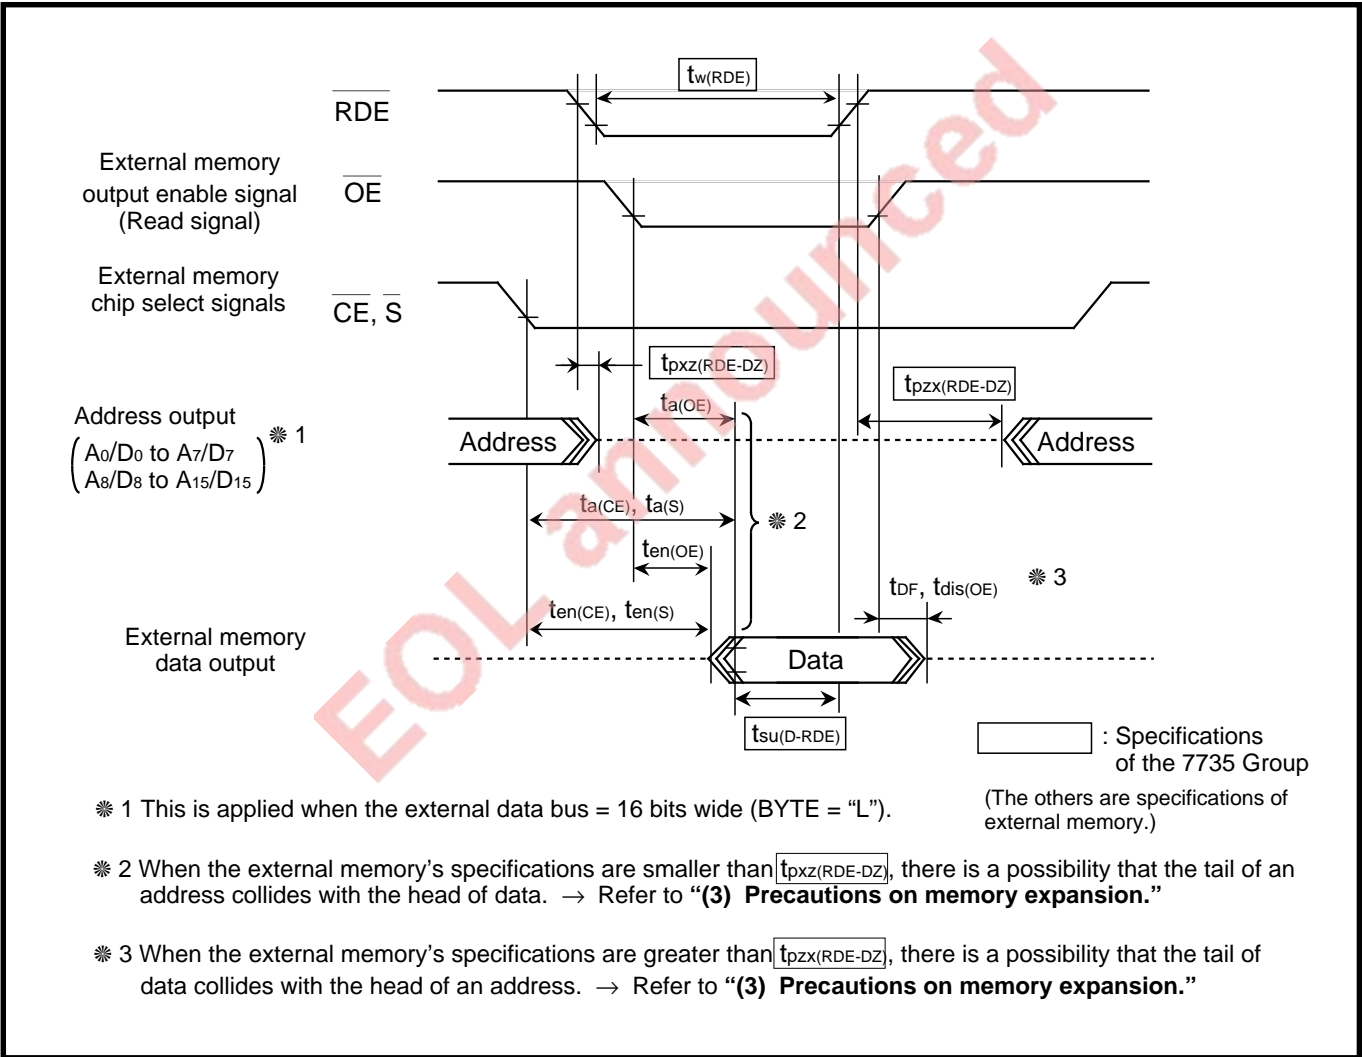 tw(RDE)
RDE
External memory
output enable signal
(Read signal)
OE
External memory
chip select signals
CE, S
tpxz(RDE-DZ)
tpzx(RDE-DZ)
ta(OE)
Address output
A0/D0 to A7/D7
A8/D8 to A15/D15
❋ 1
Address
Address
ta(CE), ta(S)
❋ 2
ten(OE)
tDF, tdis(OE)
❋ 3
ten(CE), ten(S)
External memory
data output
Data
tsu(D-RDE)
: Specifications
of the 7735 Group
(The others are specifications of
external memory.)
❋ 1 This is applied when the external data bus = 16 bits wide (BYTE = “L”).
❋ 2 When the external memory’s specifications are smaller than tpxz(RDE-DZ), there is a possibility that the tail of an
address collides with the head of data. → Refer to “(3) Precautions on memory expansion.”
❋ 3 When the external memory’s specifications are greater than tpzx(RDE-DZ), there is a possibility that the tail of
data collides with the head of an address. → Refer to “(3) Precautions on memory expansion.”
EOL announced